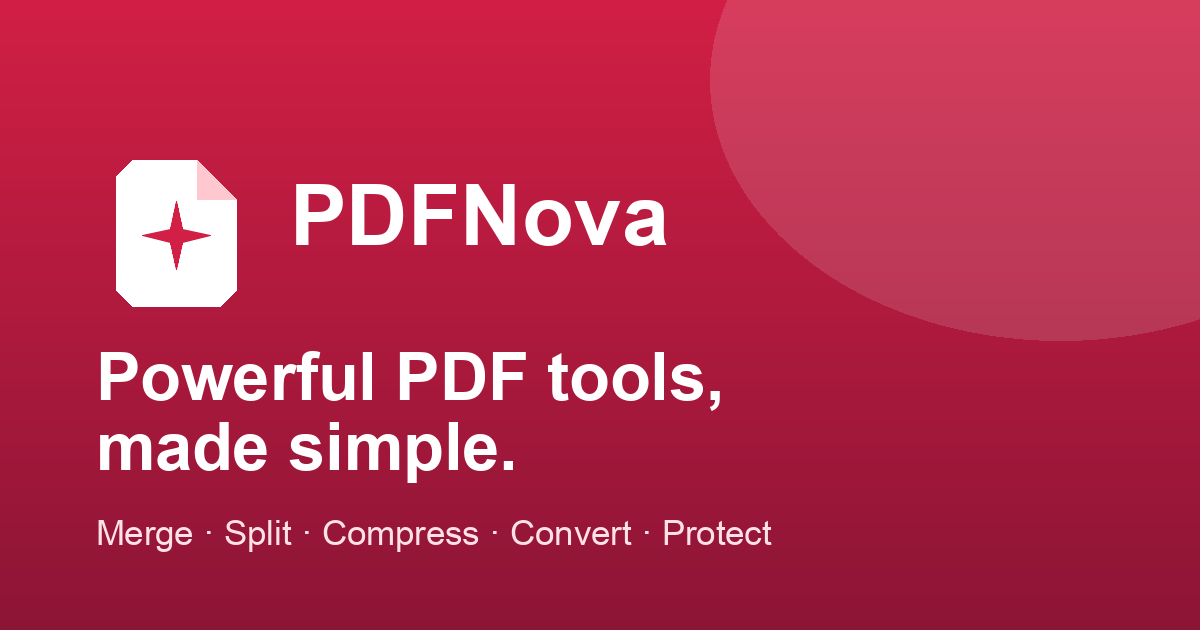 PDFNova
Powerful PDF tools,
made simple.
Merge · Split · Compress · Convert · Protect